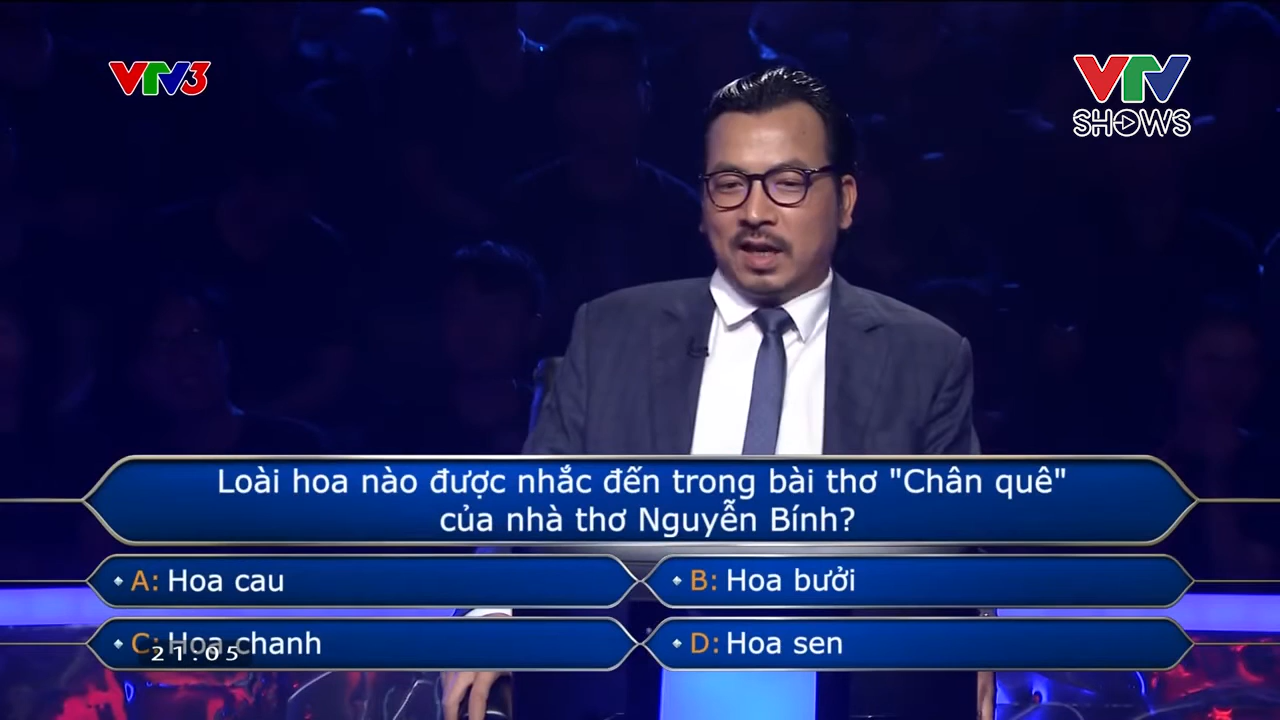 VTV3
VTV
SHOWS
Loài hoa nào được nhắc đến trong bài thơ "Chân quê"
của nhà thơ Nguyễn Bính?
A: Hoa cau
B: Hoa bưởi
C: Hoa chanh
D: Hoa sen
21:05